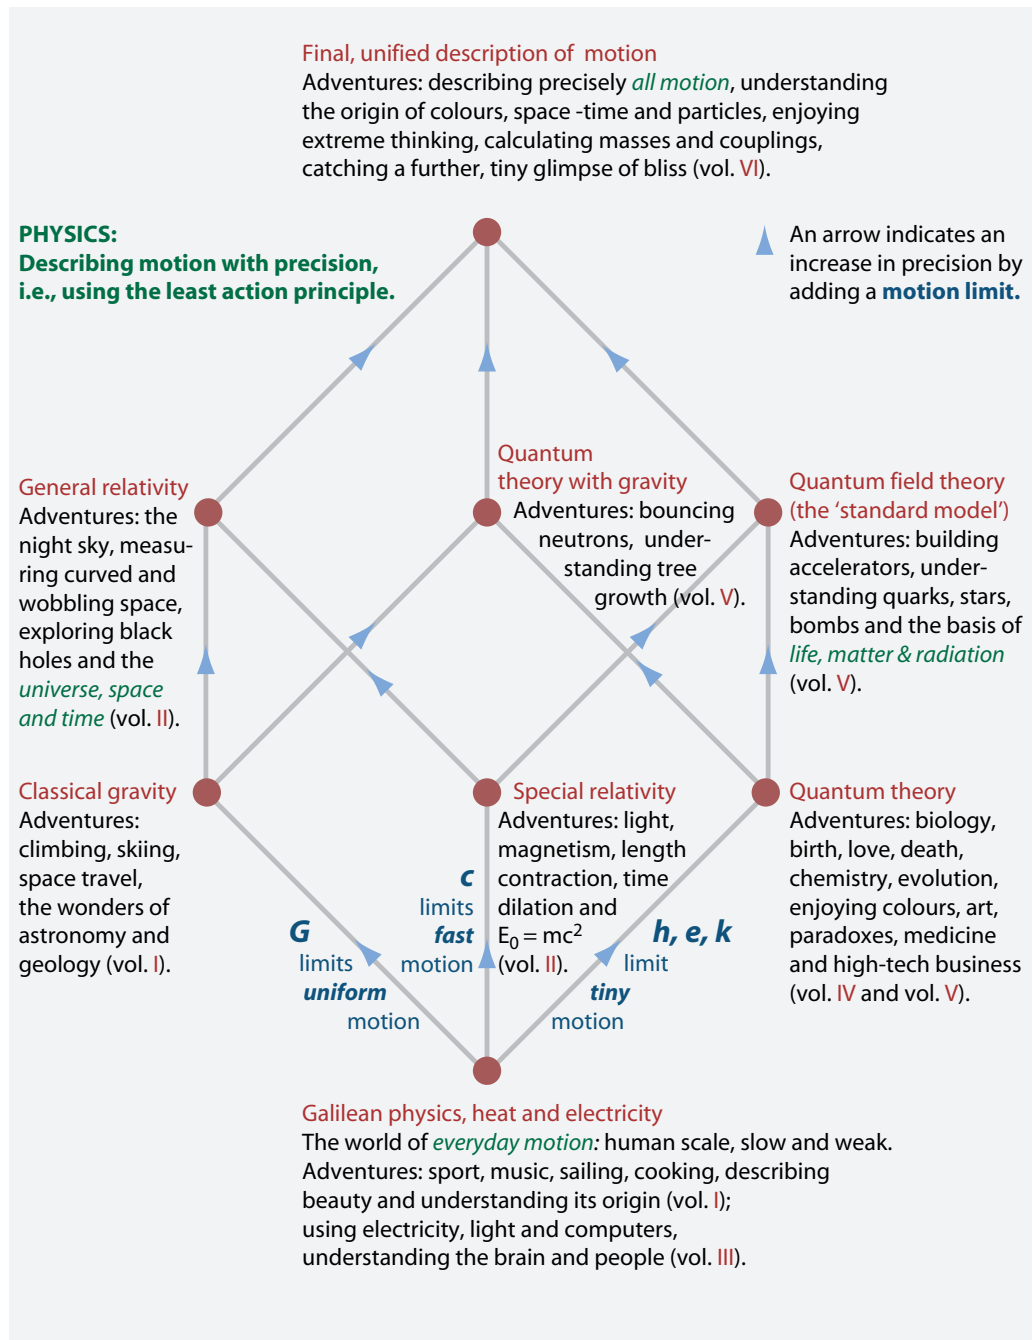 Final, unified description of motion
Adventures: describing precisely all motion, understanding
the origin of colours, space -time and particles, enjoying
extreme thinking, calculating masses and couplings,
catching a further, tiny glimpse of bliss (vol. VI).
PHYSICS:
Describing motion with precision,
i.e., using the least action principle.
An arrow indicates an
increase in precision by
adding a motion limit.
General relativity
Adventures: the
night sky, measu-
ring curved and
wobbling space,
exploring black
holes and the
universe, space
and time (vol. II).
Quantum
theory with gravity
Adventures: bouncing
neutrons, under-
standing tree
growth (vol. V).
Quantum field theory
(the ‘standard model’)
Adventures: building
accelerators, under-
standing quarks, stars,
bombs and the basis of
life, matter & radiation
(vol. V).
Classical gravity
Adventures:
climbing, skiing,
space travel,
the wonders of
astronomy and
geology (vol. I).
Special relativity
Adventures: light,
magnetism, length
contraction, time
dilation and
E₀ = mc²
(vol. II).
Quantum theory
Adventures: biology,
birth, love, death,
chemistry, evolution,
enjoying colours, art,
paradoxes, medicine
and high-tech business
(vol. IV and vol. V).
G
limits
uniform
motion
c
limits
fast
motion
h, e, k
limit
tiny
motion
Galilean physics, heat and electricity
The world of everyday motion: human scale, slow and weak.
Adventures: sport, music, sailing, cooking, describing
beauty and understanding its origin (vol. I);
using electricity, light and computers,
understanding the brain and people (vol. III).